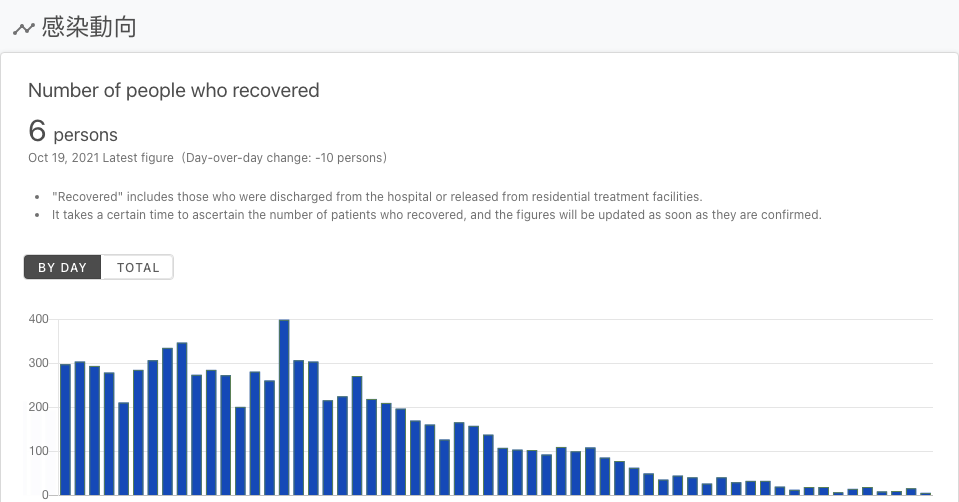 感染動向
Number of people who recovered
6 persons
Oct 19, 2021 Latest figure (Day-over-day change: -10 persons)
• "Recovered" includes those who were discharged from the hospital or released from residential treatment facilities.
• It takes a certain time to ascertain the number of patients who recovered, and the figures will be updated as soon as they are confirmed.
BY DAY TOTAL
400
300
200
100
0